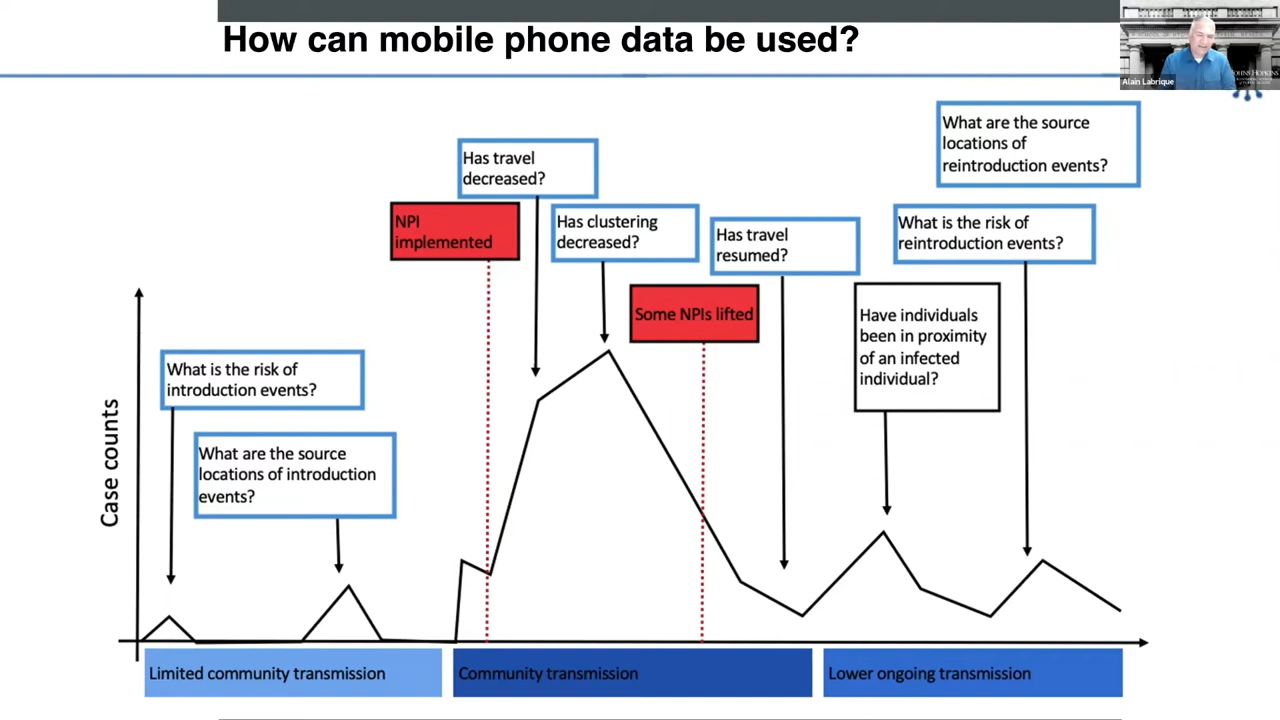 How can mobile phone data be used?
Alain Labrique
JOHNS HOPKINS
What are the source
locations of
reintroduction events?
Has travel
decreased?
NPI
implemented
Has clustering
decreased?
Has travel
resumed?
What is the risk of
reintroduction events?
Some NPIs lifted
Have individuals
been in proximity
of an infected
individual?
What is the risk of
introduction events?
What are the source
locations of introduction
events?
Case counts
Limited community transmission
Community transmission
Lower ongoing transmission